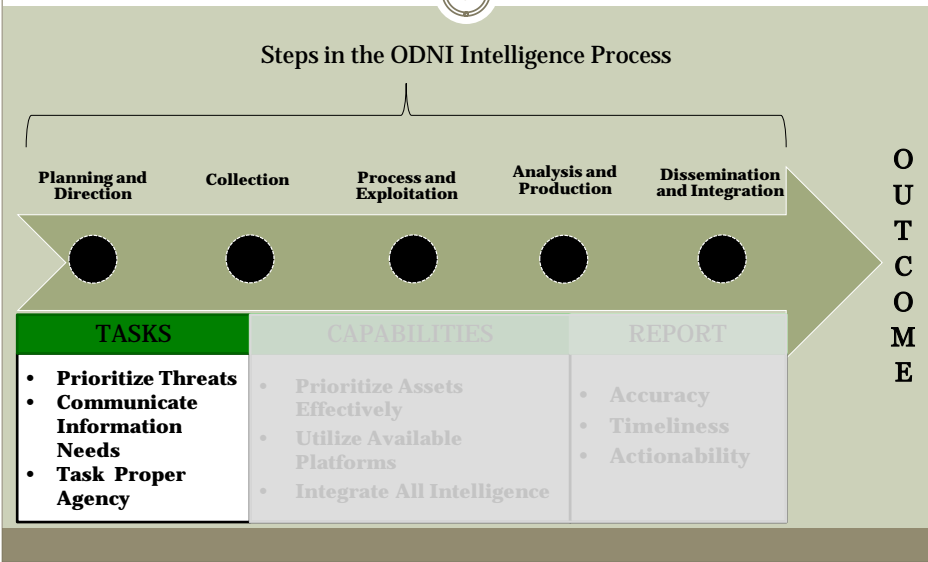 Steps in the ODNI Intelligence Process
Planning and
Direction
Collection
Process and
Exploitation
Analysis and
Production
Dissemination
and Integration
O
U
T
C
O
M
E
TASKS
• Prioritize Threats
• Communicate
Information
Needs
• Task Proper
Agency
CAPABILITIES
• Prioritize Assets
Effectively
• Utilize Available
Platforms
• Integrate All Intelligence
REPORT
• Accuracy
• Timeliness
• Actionability